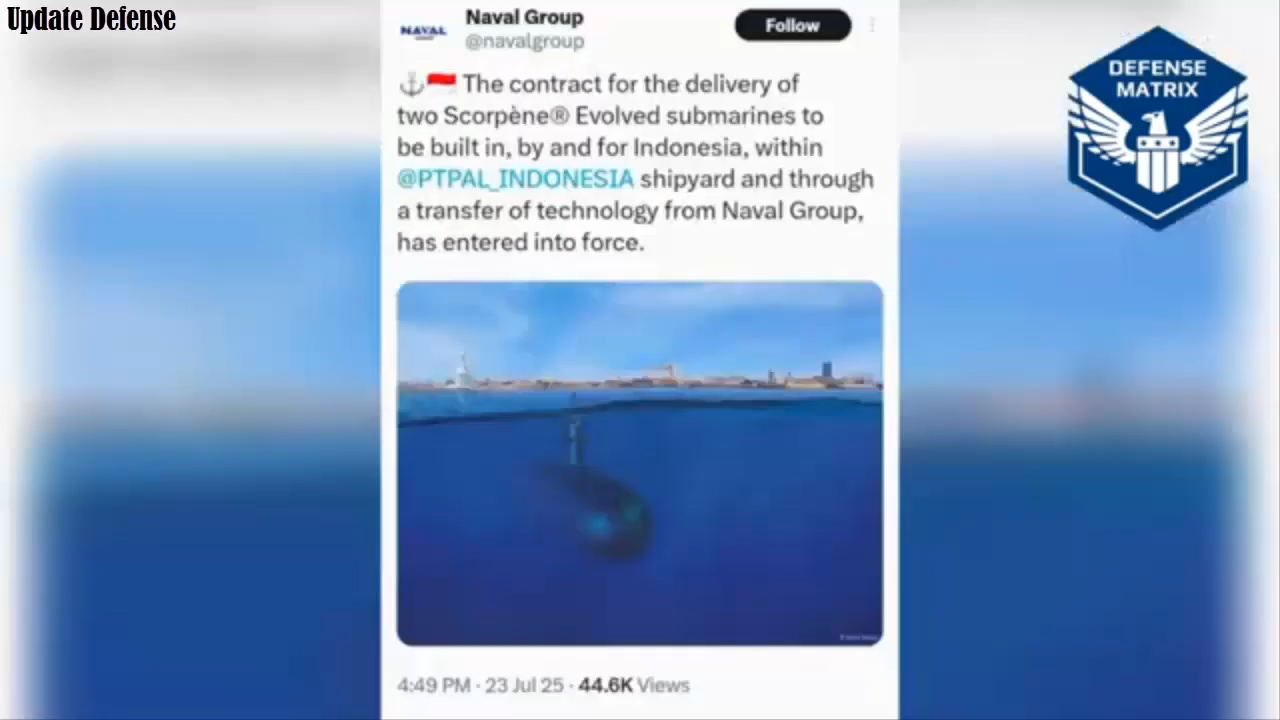 Update Defense
Naval Group
@navalgroup
Follow
NAVAL
The contract for the delivery of
two Scorpène® Evolved submarines to
be built in, by and for Indonesia, within
@PTPAL_INDONESIA shipyard and through
a transfer of technology from Naval Group,
has entered into force.
4:49 PM · 23 Jul 25 · 44.6K Views
DEFENSE
MATRIX